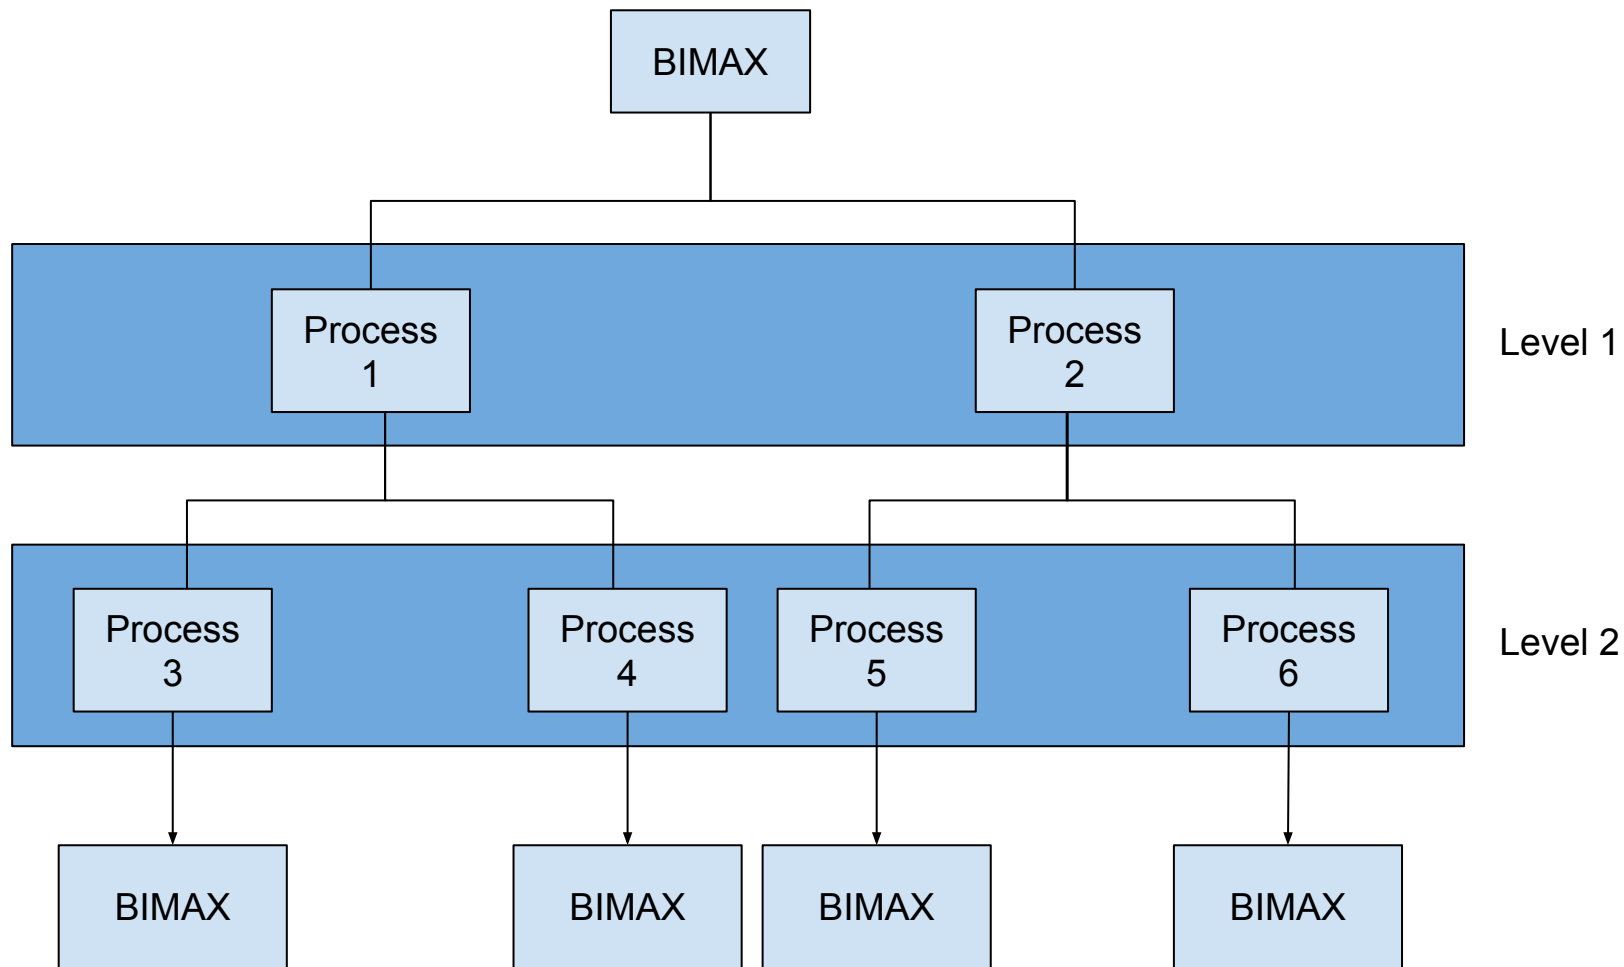 BIMAX
Process
1
Process
2
Level 1
Process
3
Process
4
Process
5
Process
6
Level 2
BIMAX
BIMAX
BIMAX
BIMAX